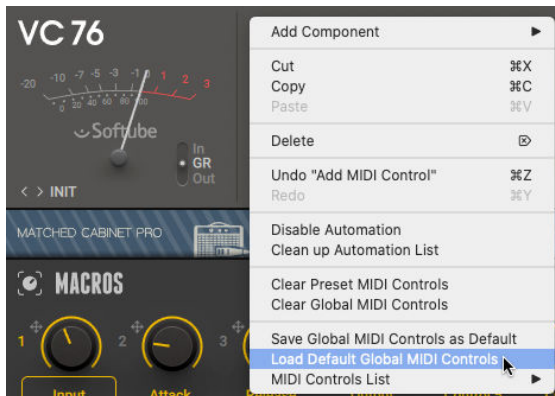 VC 76
-20 -10 -7 -5 -3 -1 0 1 2 3
0 20 40 60 80 100
Softube
In
GR
Out
< > INIT
MATCHED CABINET PRO
MACROS
1
2
3
Input
Attack
Add Component
Cut ⌘X
Copy ⌘C
Paste ⌘V
Delete ⌦
Undo "Add MIDI Control" ⌘Z
Redo ⌘Y
Disable Automation
Clean up Automation List
Clear Preset MIDI Controls
Clear Global MIDI Controls
Save Global MIDI Controls as Default
Load Default Global MIDI Controls
MIDI Controls List